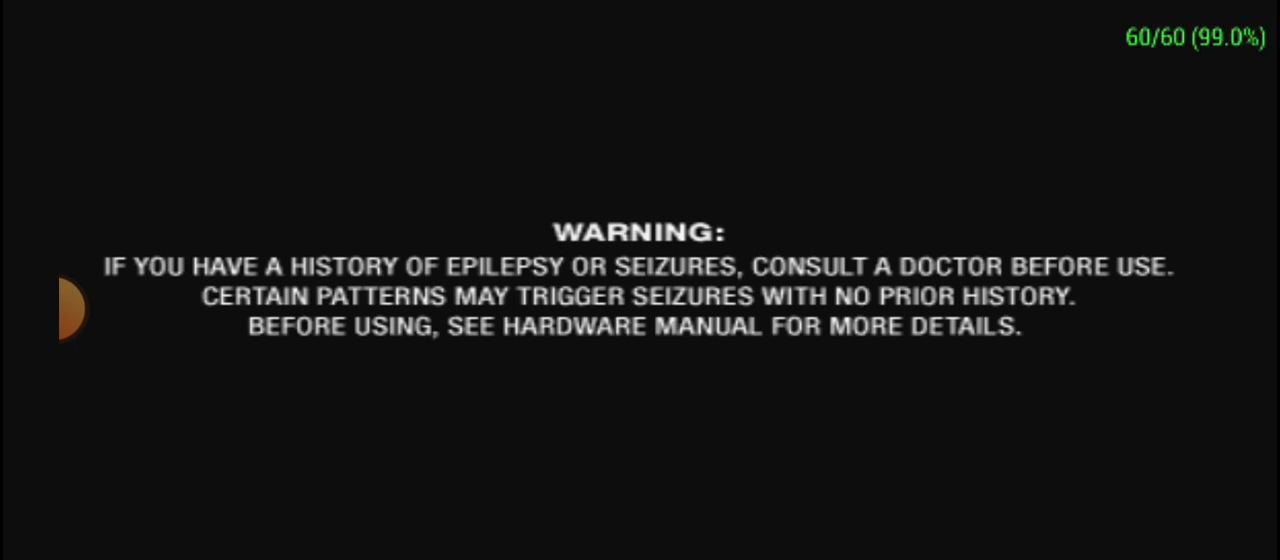 60/60 (99.0%)
WARNING:
IF YOU HAVE A HISTORY OF EPILEPSY OR SEIZURES, CONSULT A DOCTOR BEFORE USE.
CERTAIN PATTERNS MAY TRIGGER SEIZURES WITH NO PRIOR HISTORY.
BEFORE USING, SEE HARDWARE MANUAL FOR MORE DETAILS.